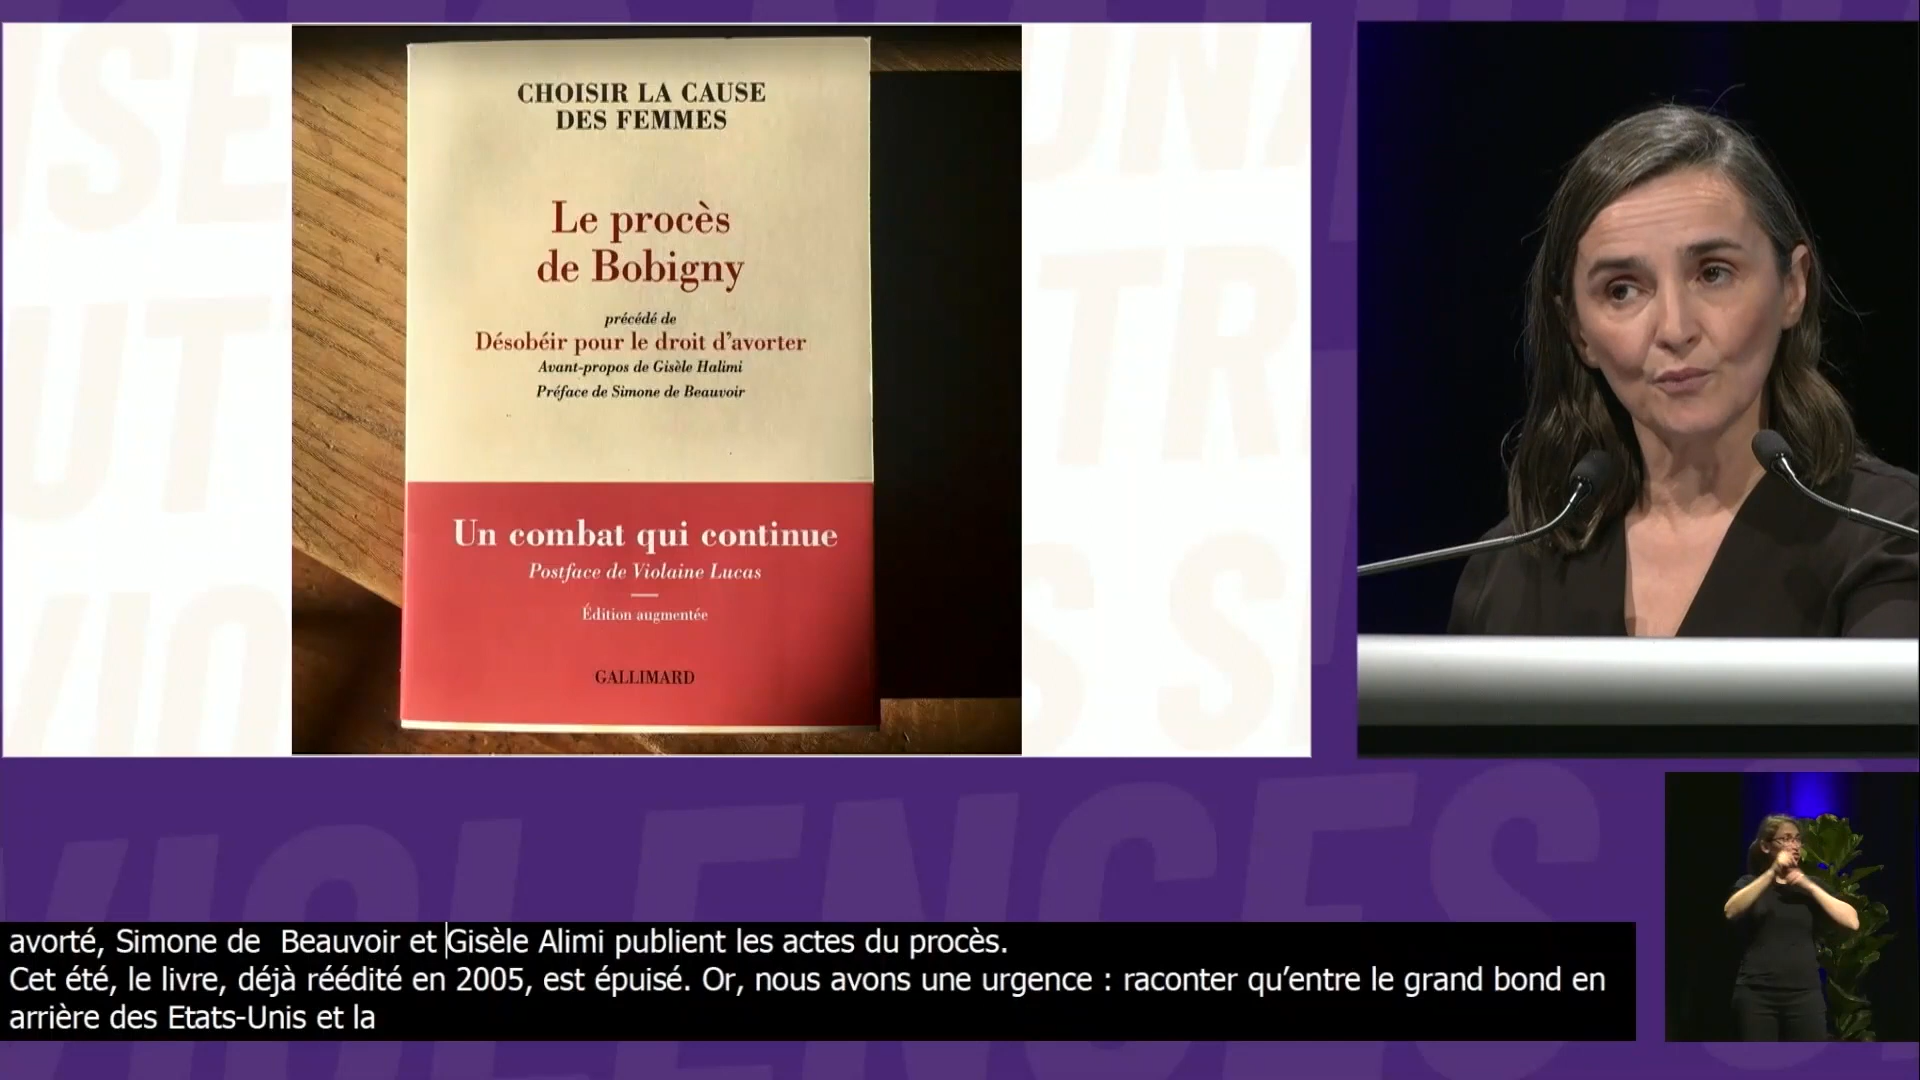 CHOISIR LA CAUSE
DES FEMMES
Le procès
de Bobigny
précédé de
Désobéir pour le droit d'avorter
Avant-propos de Gisèle Halimi
Préface de Simone de Beauvoir
Un combat qui continue
Postface de Violaine Lucas
Édition augmentée
GALLIMARD
VIOLENCES
avorté, Simone de  Beauvoir et Gisèle Alimi publient les actes du procès.
Cet été, le livre, déjà réédité en 2005, est épuisé. Or, nous avons une urgence : raconter qu’entre le grand bond en
arrière des Etats-Unis et la